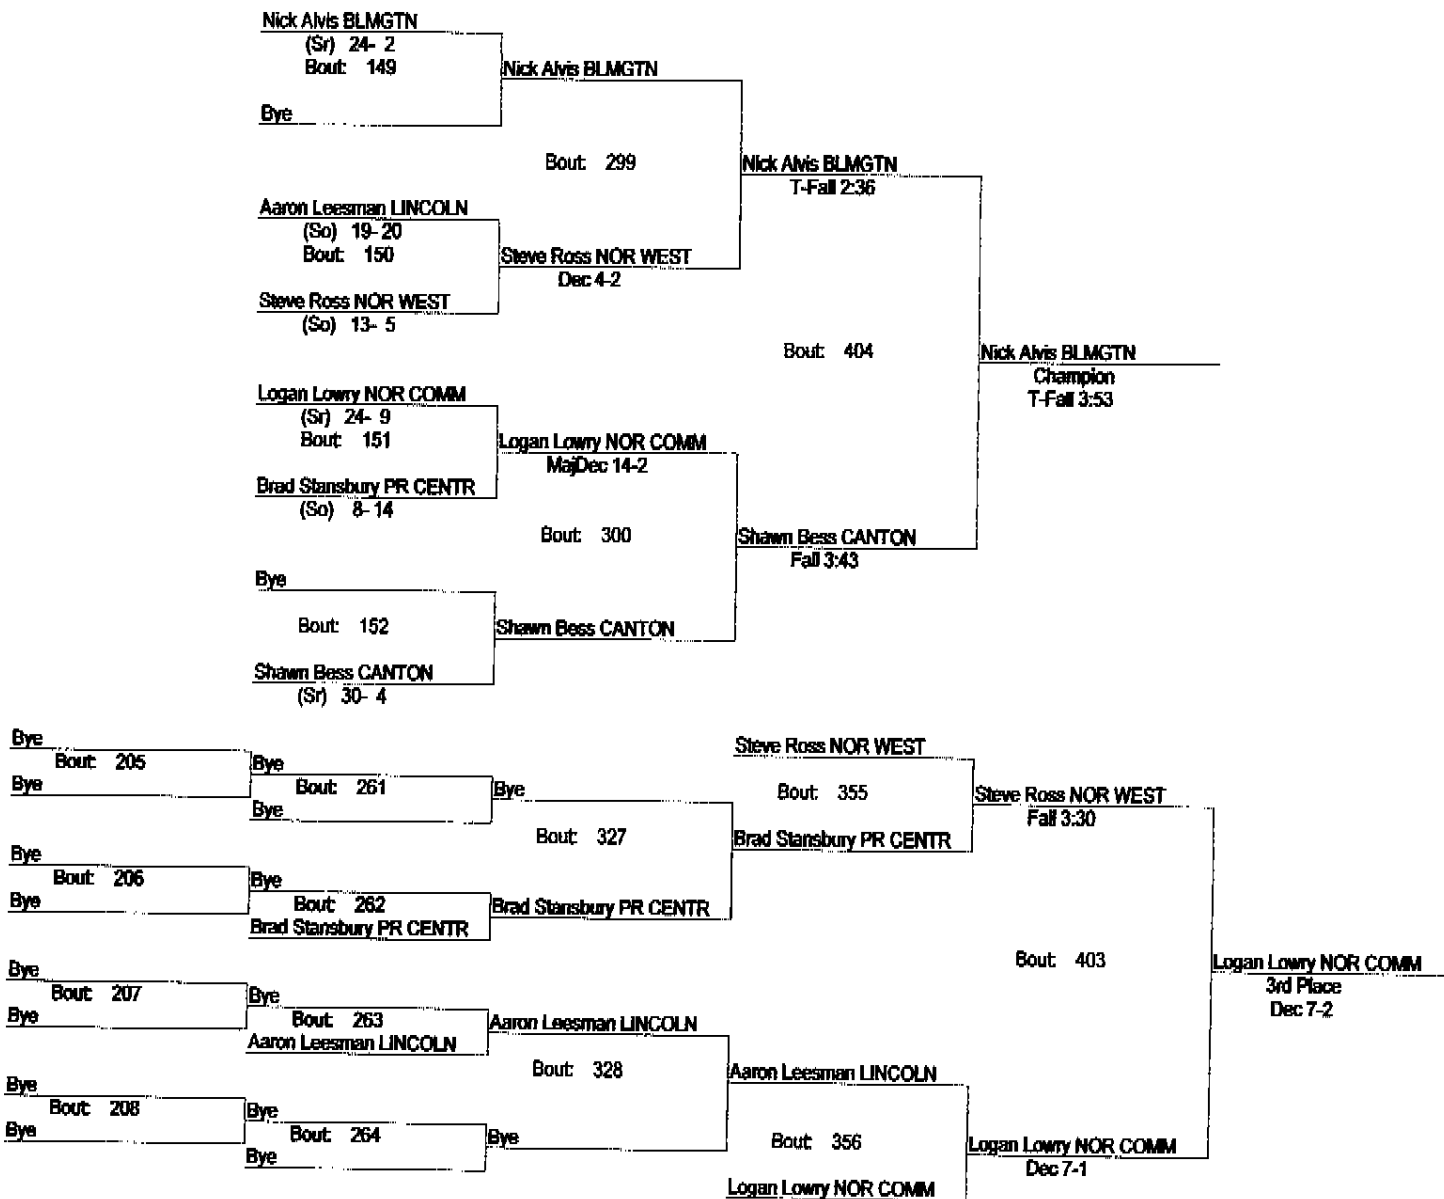 Nick Alvis BLMGTN
(Sr) 24- 2
Bout: 149
Nick Alvis BLMGTN
Bye
Bout: 299
Nick Alvis BLMGTN
T-Fall 2:36
Aaron Leesman LINCOLN
(So) 19- 20
Bout: 150
Steve Ross NOR WEST
Dec 4-2
Steve Ross NOR WEST
(So) 13- 5
Bout: 404
Nick Alvis BLMGTN
Champion
T-Fall 3:53
Logan Lowry NOR COMM
(Sr) 24- 9
Bout: 151
Logan Lowry NOR COMM
MajDec 14-2
Brad Stansbury PR CENTR
(So) 8- 14
Bout: 300
Shawn Bess CANTON
Fall 3:43
Bye
Bout: 152
Shawn Bess CANTON
Shawn Bess CANTON
(Sr) 30- 4
Bye
Bout: 205
Bye
Bye
Bout: 261
Bye
Bye
Steve Ross NOR WEST
Bout: 355
Steve Ross NOR WEST
Fall 3:30
Bout: 327
Brad Stansbury PR CENTR
Bye
Bout: 206
Bye
Bye
Bout: 262
Brad Stansbury PR CENTR
Brad Stansbury PR CENTR
Bout: 403
Logan Lowry NOR COMM
3rd Place
Dec 7-2
Bye
Bout: 207
Bye
Bye
Bout: 263
Aaron Leesman LINCOLN
Aaron Leesman LINCOLN
Bout: 328
Aaron Leesman LINCOLN
Bye
Bout: 208
Bye
Bye
Bout: 264
Bye
Bye
Bout: 356
Logan Lowry NOR COMM
Dec 7-1
Logan Lowry NOR COMM